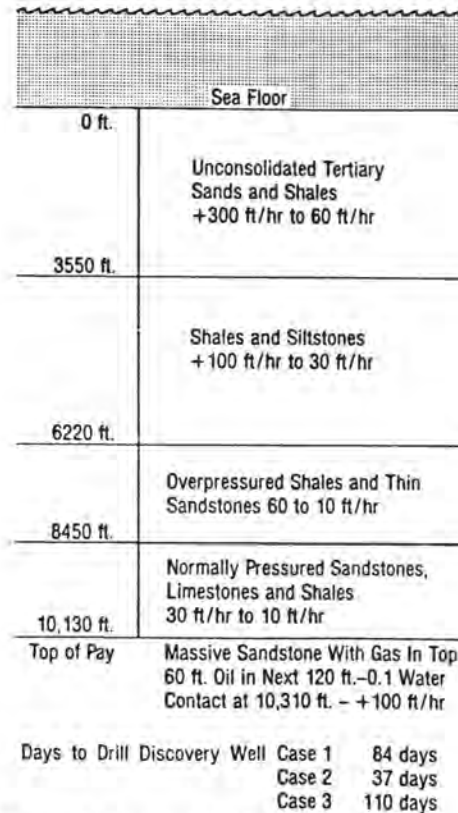 Sea Floor
0 ft.
Unconsolidated Tertiary
Sands and Shales
+300 ft/hr to 60 ft/hr
3550 ft.
Shales and Siltstones
+100 ft/hr to 30 ft/hr
6220 ft.
Overpressured Shales and Thin
Sandstones 60 to 10 ft/hr
8450 ft.
Normally Pressured Sandstones,
Limestones and Shales
30 ft/hr to 10 ft/hr
10,130 ft.
Top of Pay
Massive Sandstone With Gas In Top
60 ft. Oil in Next 120 ft.–0.1 Water
Contact at 10,310 ft. – +100 ft/hr
Days to Drill Discovery Well Case 1 84 days
Case 2 37 days
Case 3 110 days